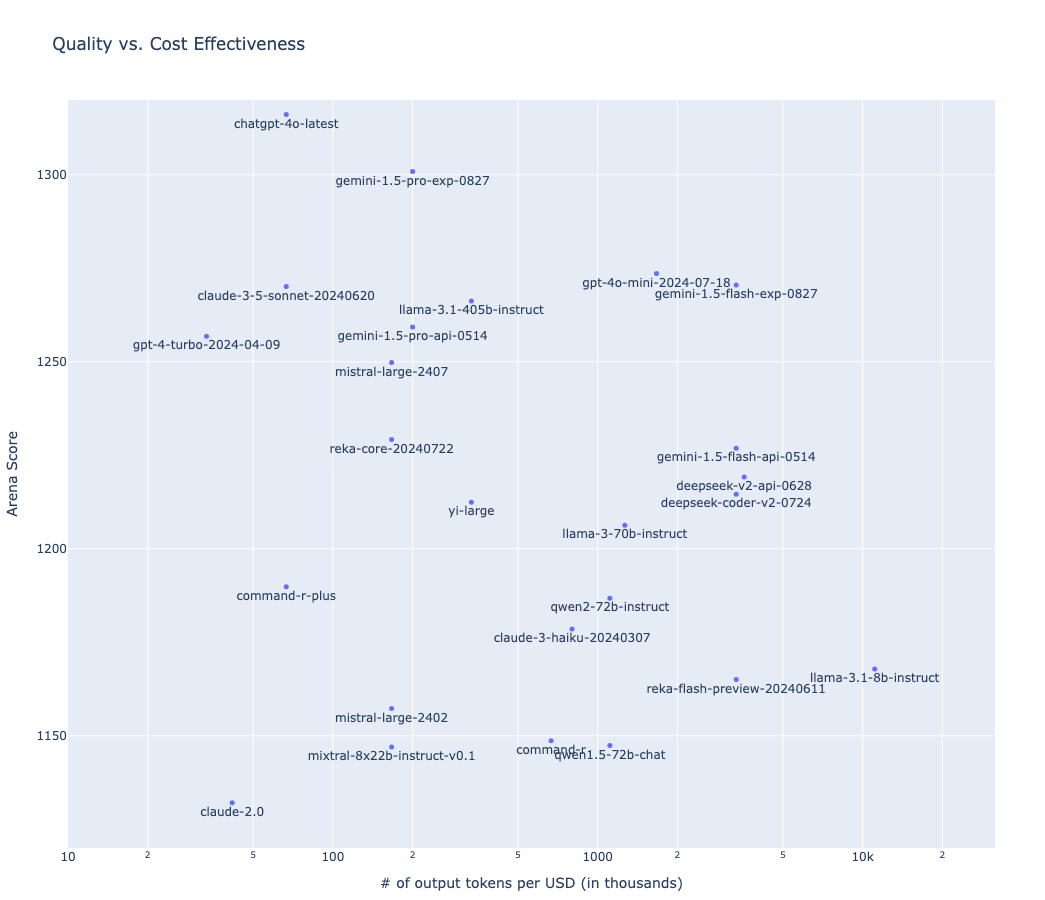 Quality vs. Cost Effectiveness
chatgpt-4o-latest
1300
gemini-1.5-pro-exp-0827
gpt-4o-mini-2024-07-18
claude-3-5-sonnet-20240620
gemini-1.5-flash-exp-0827
llama-3.1-405b-instruct
gemini-1.5-pro-api-0514
gpt-4-turbo-2024-04-09
1250
mistral-large-2407
reka-core-20240722
gemini-1.5-flash-api-0514
Arena Score
deepseek-v2-api-0628
deepseek-coder-v2-0724
yi-large
llama-3-70b-instruct
1200
command-r-plus
qwen2-72b-instruct
claude-3-haiku-20240307
llama-3.1-8b-instruct
reka-flash-preview-20240611
mistral-large-2402
1150
command-r
qwen1.5-72b-chat
mixtral-8x22b-instruct-v0.1
claude-2.0
10 2 5 100 2 5 1000 2 5 10k 2
# of output tokens per USD (in thousands)